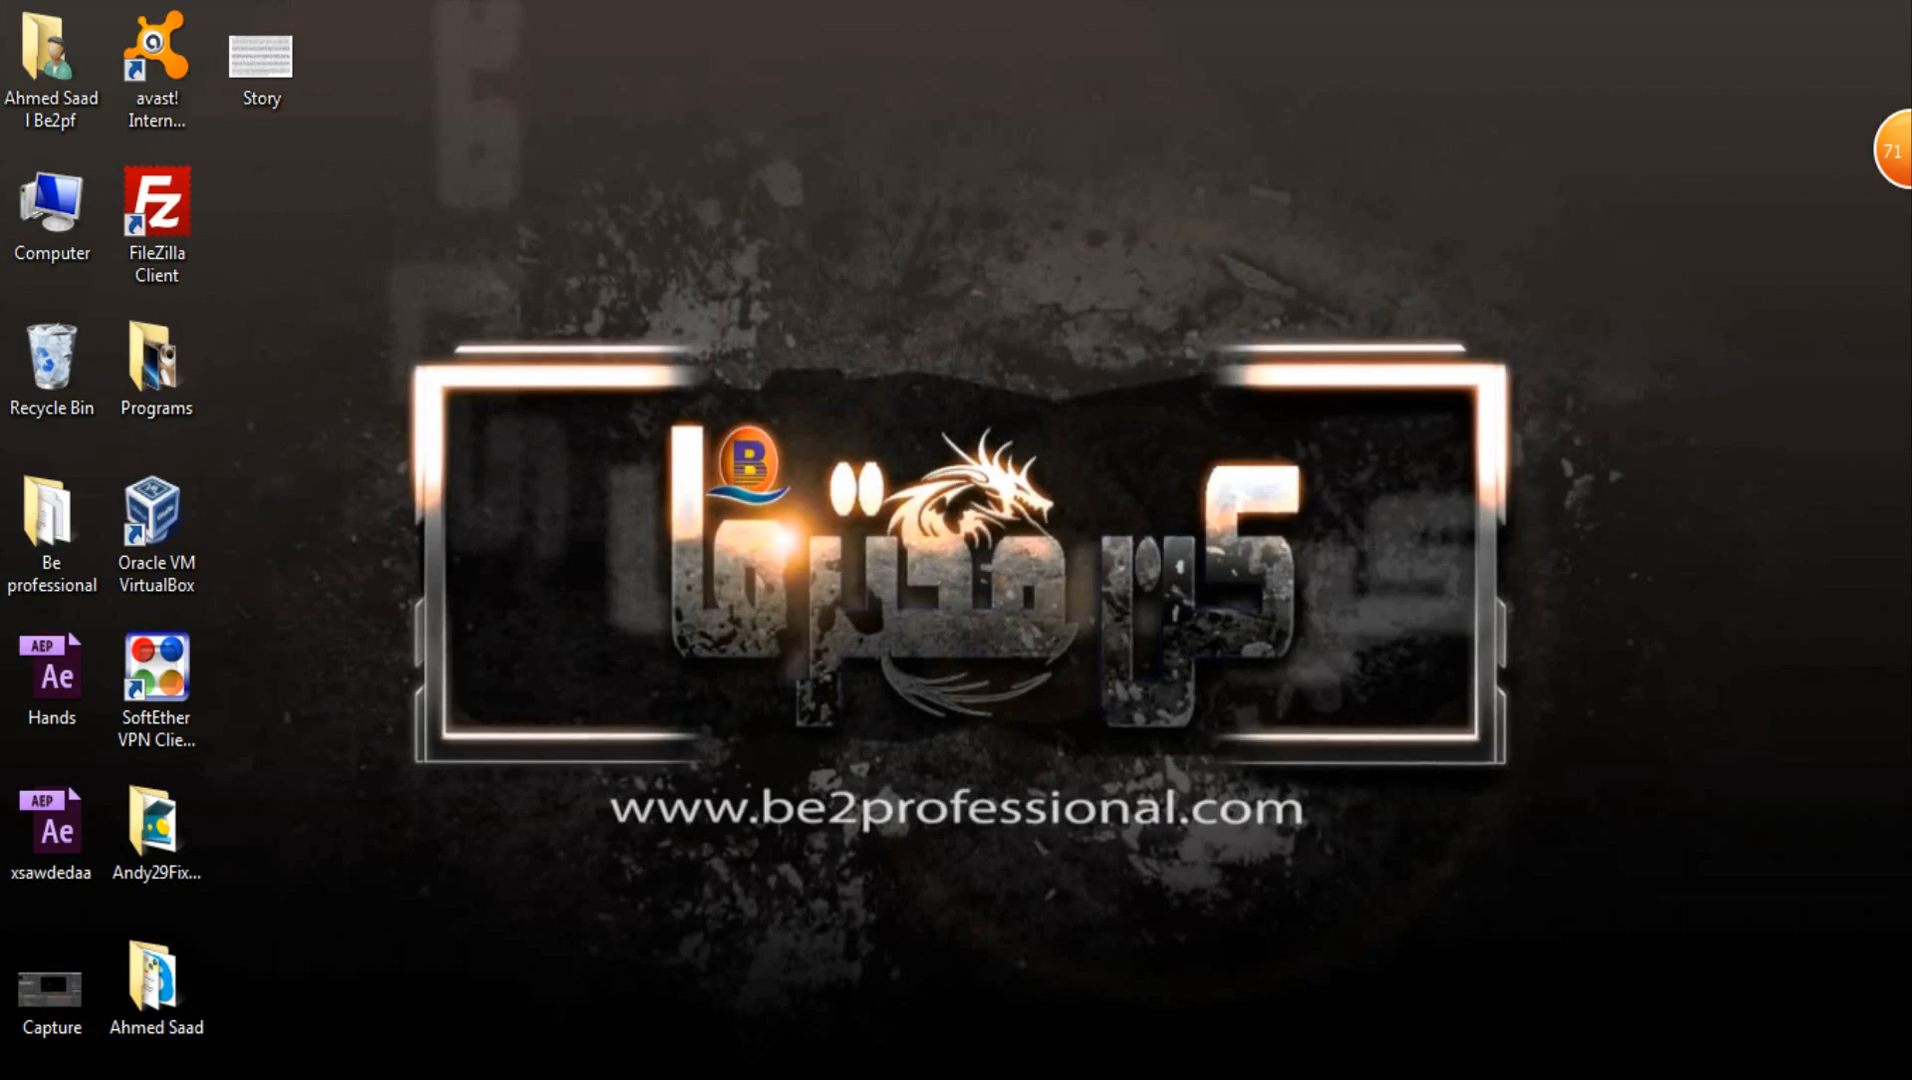 Ahmed Saad
l Be2pf
avast!
Intern...
Story
71
Computer
FileZilla
Client
Fz
Recycle Bin
Programs
B
كن محترفا
www.be2professional.com
Be
professional
Oracle VM
VirtualBox
AEP
Ae
Hands
SoftEther
VPN Clie...
AEP
Ae
xsawdedaa
Andy29Fix...
Capture
Ahmed Saad